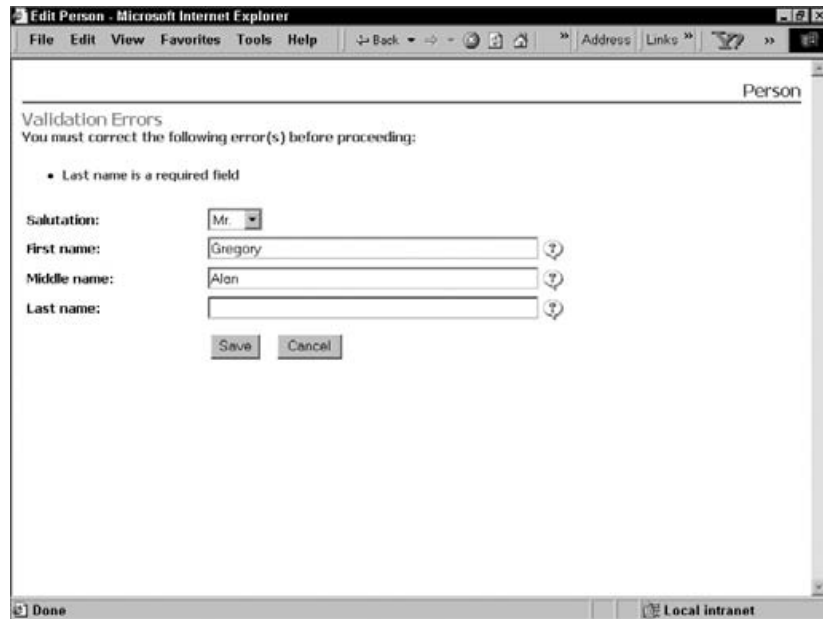 Edit Person - Microsoft Internet Explorer
File Edit View Favorites Tools Help Back » Address Links » »
Person
Validation Errors
You must correct the following error(s) before proceeding:
• Last name is a required field
Salutation: Mr.
First name: Gregory ?
Middle name: Alan ?
Last name: ?
Save Cancel
Done Local intranet